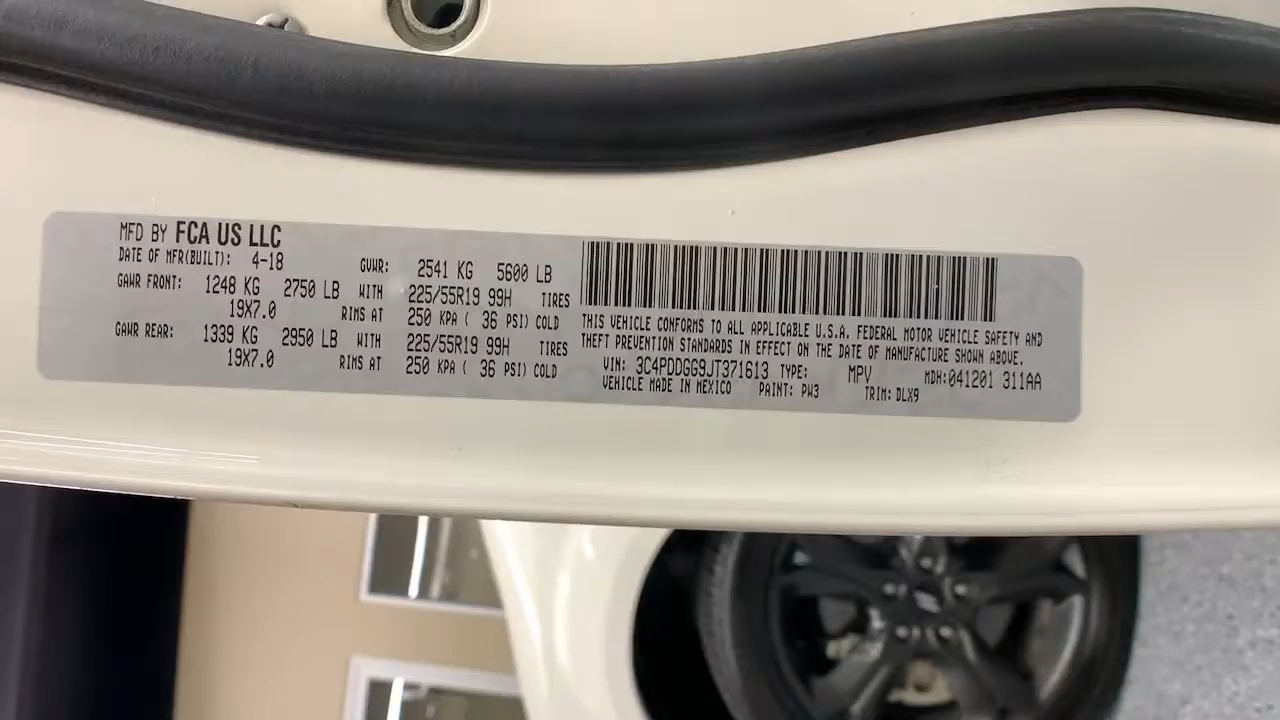 MFD BY FCA US LLC
DATE OF MFR(BUILT): 4-18 GVWR: 2541 KG 5600 LB
GAWR FRONT: 1248 KG 2750 LB WITH 225/55R19 99H TIRES
19X7.0 RIMS AT 250 KPA ( 36 PSI) COLD
GAWR REAR: 1339 KG 2950 LB WITH 225/55R19 99H TIRES
19X7.0 RIMS AT 250 KPA ( 36 PSI) COLD
THIS VEHICLE CONFORMS TO ALL APPLICABLE U.S.A. FEDERAL MOTOR VEHICLE SAFETY AND
THEFT PREVENTION STANDARDS IN EFFECT ON THE DATE OF MANUFACTURE SHOWN ABOVE.
VIN: 3C4PDDGG9JT371613 TYPE: MPV MDH:041201 311AA
VEHICLE MADE IN MEXICO PAINT: PW3 TRIM: DLX9